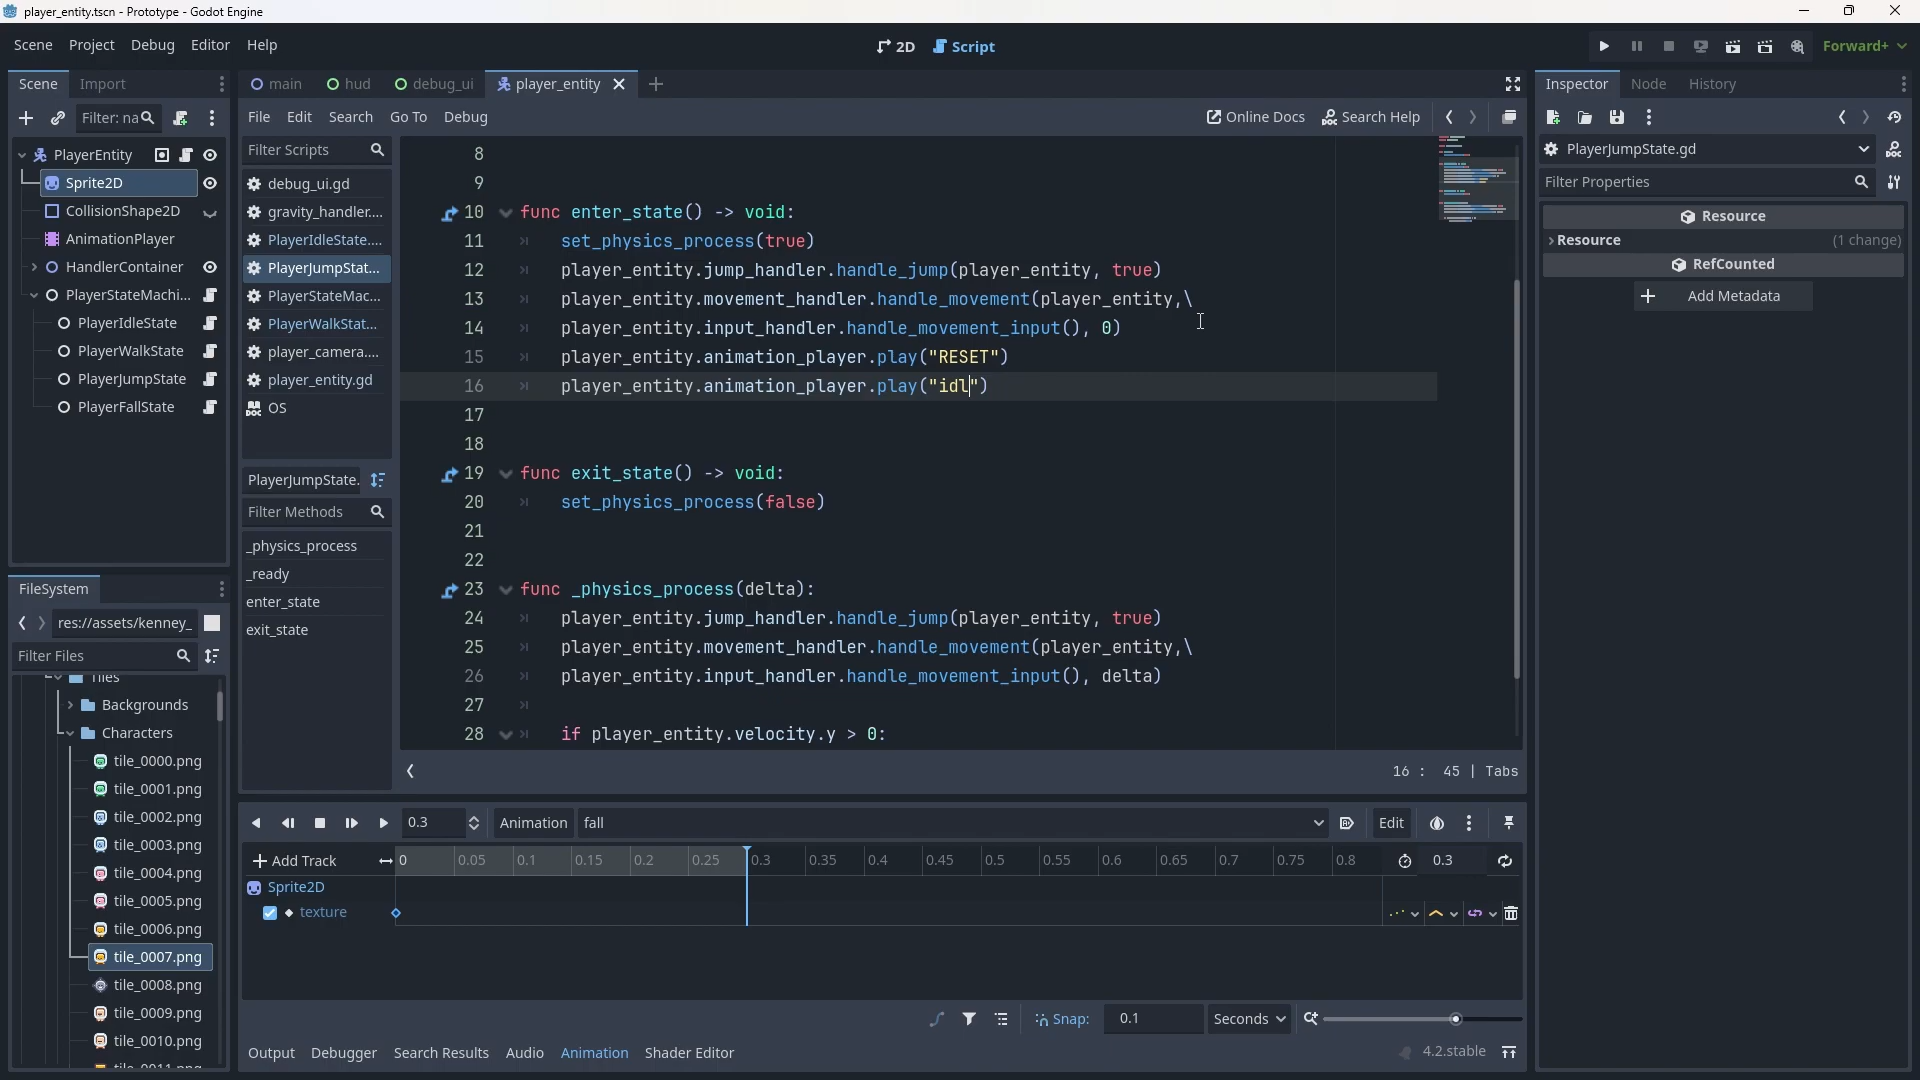 player_entity.tscn - Prototype - Godot Engine
Scene Project Debug Editor Help
2D Script
Forward+
Scene Import
main hud debug_ui player_entity
Inspector Node History
Filter: na
File Edit Search Go To Debug
Online Docs Search Help
PlayerEntity
Sprite2D
CollisionShape2D
AnimationPlayer
HandlerContainer
PlayerStateMachi...
PlayerIdleState
PlayerWalkState
PlayerJumpState
PlayerFallState
Filter Scripts
debug_ui.gd
gravity_handler....
PlayerIdleState....
PlayerJumpStat...
PlayerStateMac...
PlayerWalkStat...
player_camera....
player_entity.gd
OS
PlayerJumpState.
Filter Methods
_physics_process
_ready
enter_state
exit_state
8
9
10 func enter_state() -> void:
11 set_physics_process(true)
12 player_entity.jump_handler.handle_jump(player_entity, true)
13 player_entity.movement_handler.handle_movement(player_entity,\
14 player_entity.input_handler.handle_movement_input(), 0)
15 player_entity.animation_player.play("RESET")
16 player_entity.animation_player.play("idl")
17
18
19 func exit_state() -> void:
20 set_physics_process(false)
21
22
23 func _physics_process(delta):
24 player_entity.jump_handler.handle_jump(player_entity, true)
25 player_entity.movement_handler.handle_movement(player_entity,\
26 player_entity.input_handler.handle_movement_input(), delta)
27
28 if player_entity.velocity.y > 0:
16 : 45 | Tabs
PlayerJumpState.gd
Filter Properties
Resource
Resource (1 change)
RefCounted
Add Metadata
FileSystem
res://assets/kenney_
Filter Files
Tiles
Backgrounds
Characters
tile_0000.png
tile_0001.png
tile_0002.png
tile_0003.png
tile_0004.png
tile_0005.png
tile_0006.png
tile_0007.png
tile_0008.png
tile_0009.png
tile_0010.png
tile_0011.png
0.3 Animation fall Edit
Add Track 0 0.05 0.1 0.15 0.2 0.25 0.3 0.35 0.4 0.45 0.5 0.55 0.6 0.65 0.7 0.75 0.8 0.3
Sprite2D
texture
Snap: 0.1 Seconds
Output Debugger Search Results Audio Animation Shader Editor
4.2.stable